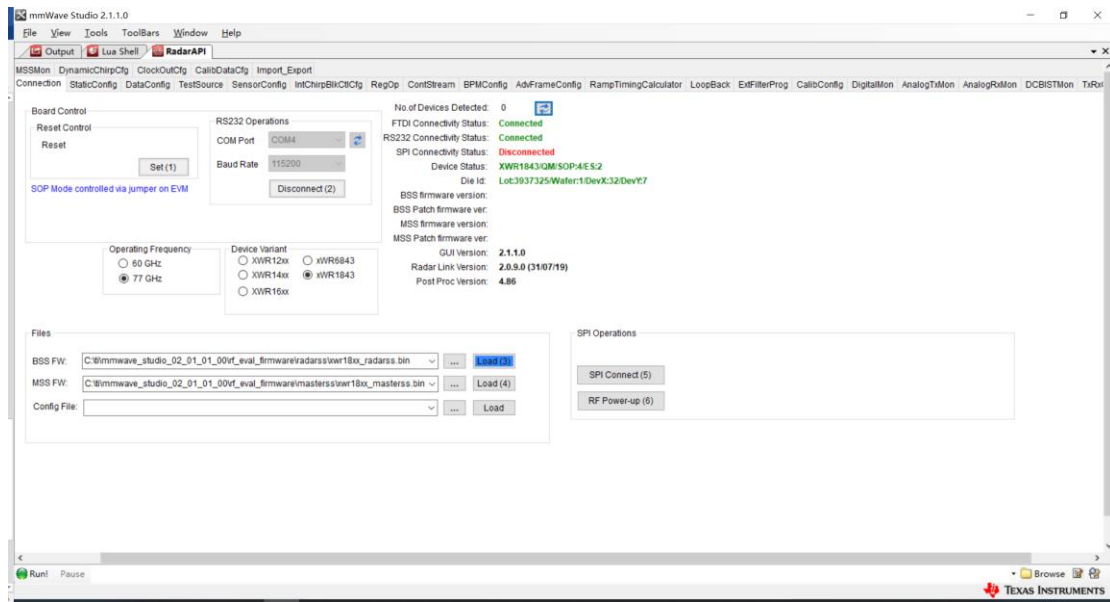 mmWave Studio 2.1.1.0
File View Tools ToolBars Window Help
Output Lua Shell RadarAPI
MSSMon DynamicChirpCfg ClockOutCfg CalibDataCfg Import_Export
Connection StaticConfig DataConfig TestSource SensorConfig IntChirpBlkCtlCfg RegOp ContStream BPMConfig AdvFrameConfig RampTimingCalculator LoopBack ExtFilterProg CalibConfig DigitalMon AnalogTxMon AnalogRxMon DCBISTMon
Board Control
Reset Control
Reset
Set (1)
SOP Mode controlled via jumper on EVM
RS232 Operations
COM Port COM4
Baud Rate 115200
Disconnect (2)
No.of Devices Detected: 0
FTDI Connectivity Status: Connected
RS232 Connectivity Status: Connected
SPI Connectivity Status: Disconnected
Device Status: XWR1843/QM/SOP:4/ES:2
Die Id: Lot:3937325/Wafer:1/DevX:32/DevY:7
BSS firmware version:
BSS Patch firmware ver:
MSS firmware version:
MSS Patch firmware ver:
GUI Version: 2.1.1.0
Radar Link Version: 2.0.9.0 (31/07/19)
Post Proc Version: 4.86
Operating Frequency
60 GHz
77 GHz
Device Variant
XWR12xx xWR6843
XWR14xx xWR1843
XWR16xx
Files
BSS FW: C:\ti\mmwave_studio_02_01_01_00\rf_eval_firmware\radarss\xwr18xx_radarss.bin ... Load (3)
MSS FW: C:\ti\mmwave_studio_02_01_01_00\rf_eval_firmware\masterss\xwr18xx_masterss.bin ... Load (4)
Config File: ... Load
SPI Operations
SPI Connect (5)
RF Power-up (6)
Run! Pause
Browse
TEXAS INSTRUMENTS